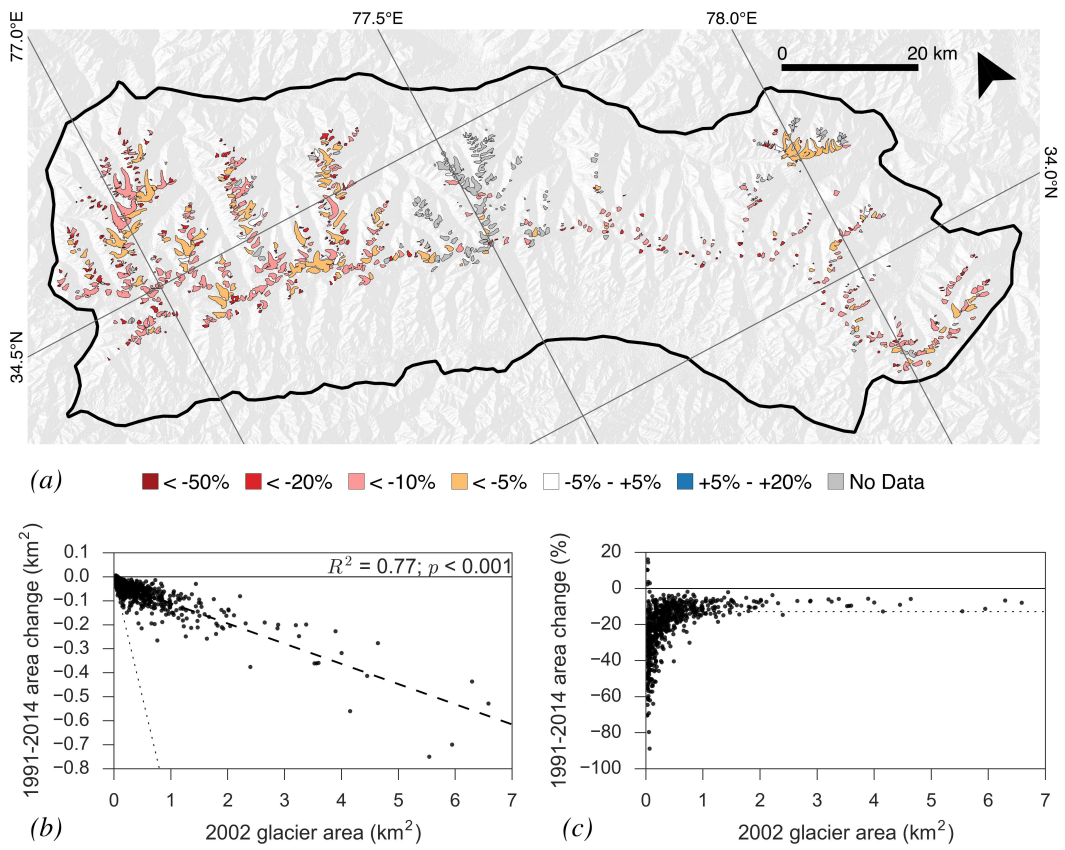 77.0°E
77.5°E
78.0°E
0 20 km
34.0°N
34.5°N
(a)
< -50% < -20% < -10% < -5% -5% - +5% +5% - +20% No Data
1991-2014 area change (km²)
0.1
0.0
−0.1
−0.2
−0.3
−0.4
−0.5
−0.6
−0.7
−0.8
R² = 0.77; p < 0.001
0 1 2 3 4 5 6 7
2002 glacier area (km²)
(b)
1991-2014 area change (%)
20
0
−20
−40
−60
−80
−100
0 1 2 3 4 5 6 7
2002 glacier area (km²)
(c)